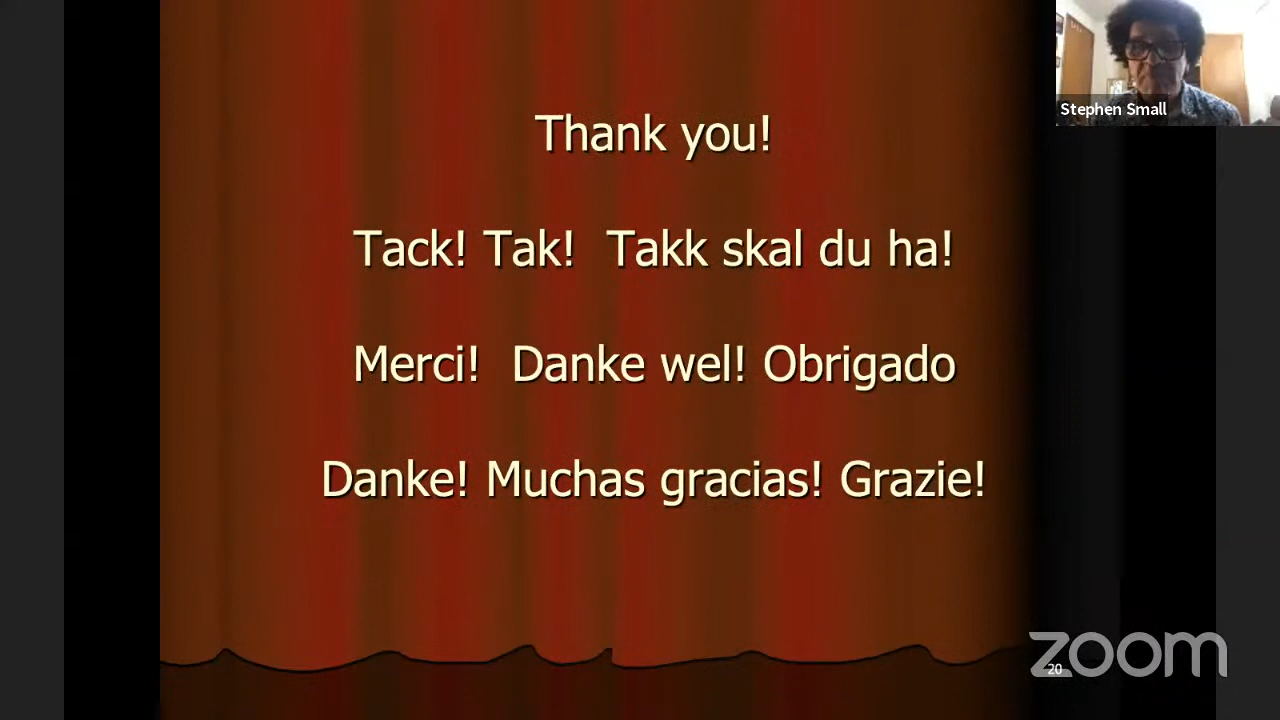 Stephen Small
Thank you!
Tack! Tak! Takk skal du ha!
Merci! Danke wel! Obrigado
Danke! Muchas gracias! Grazie!
zoom
20